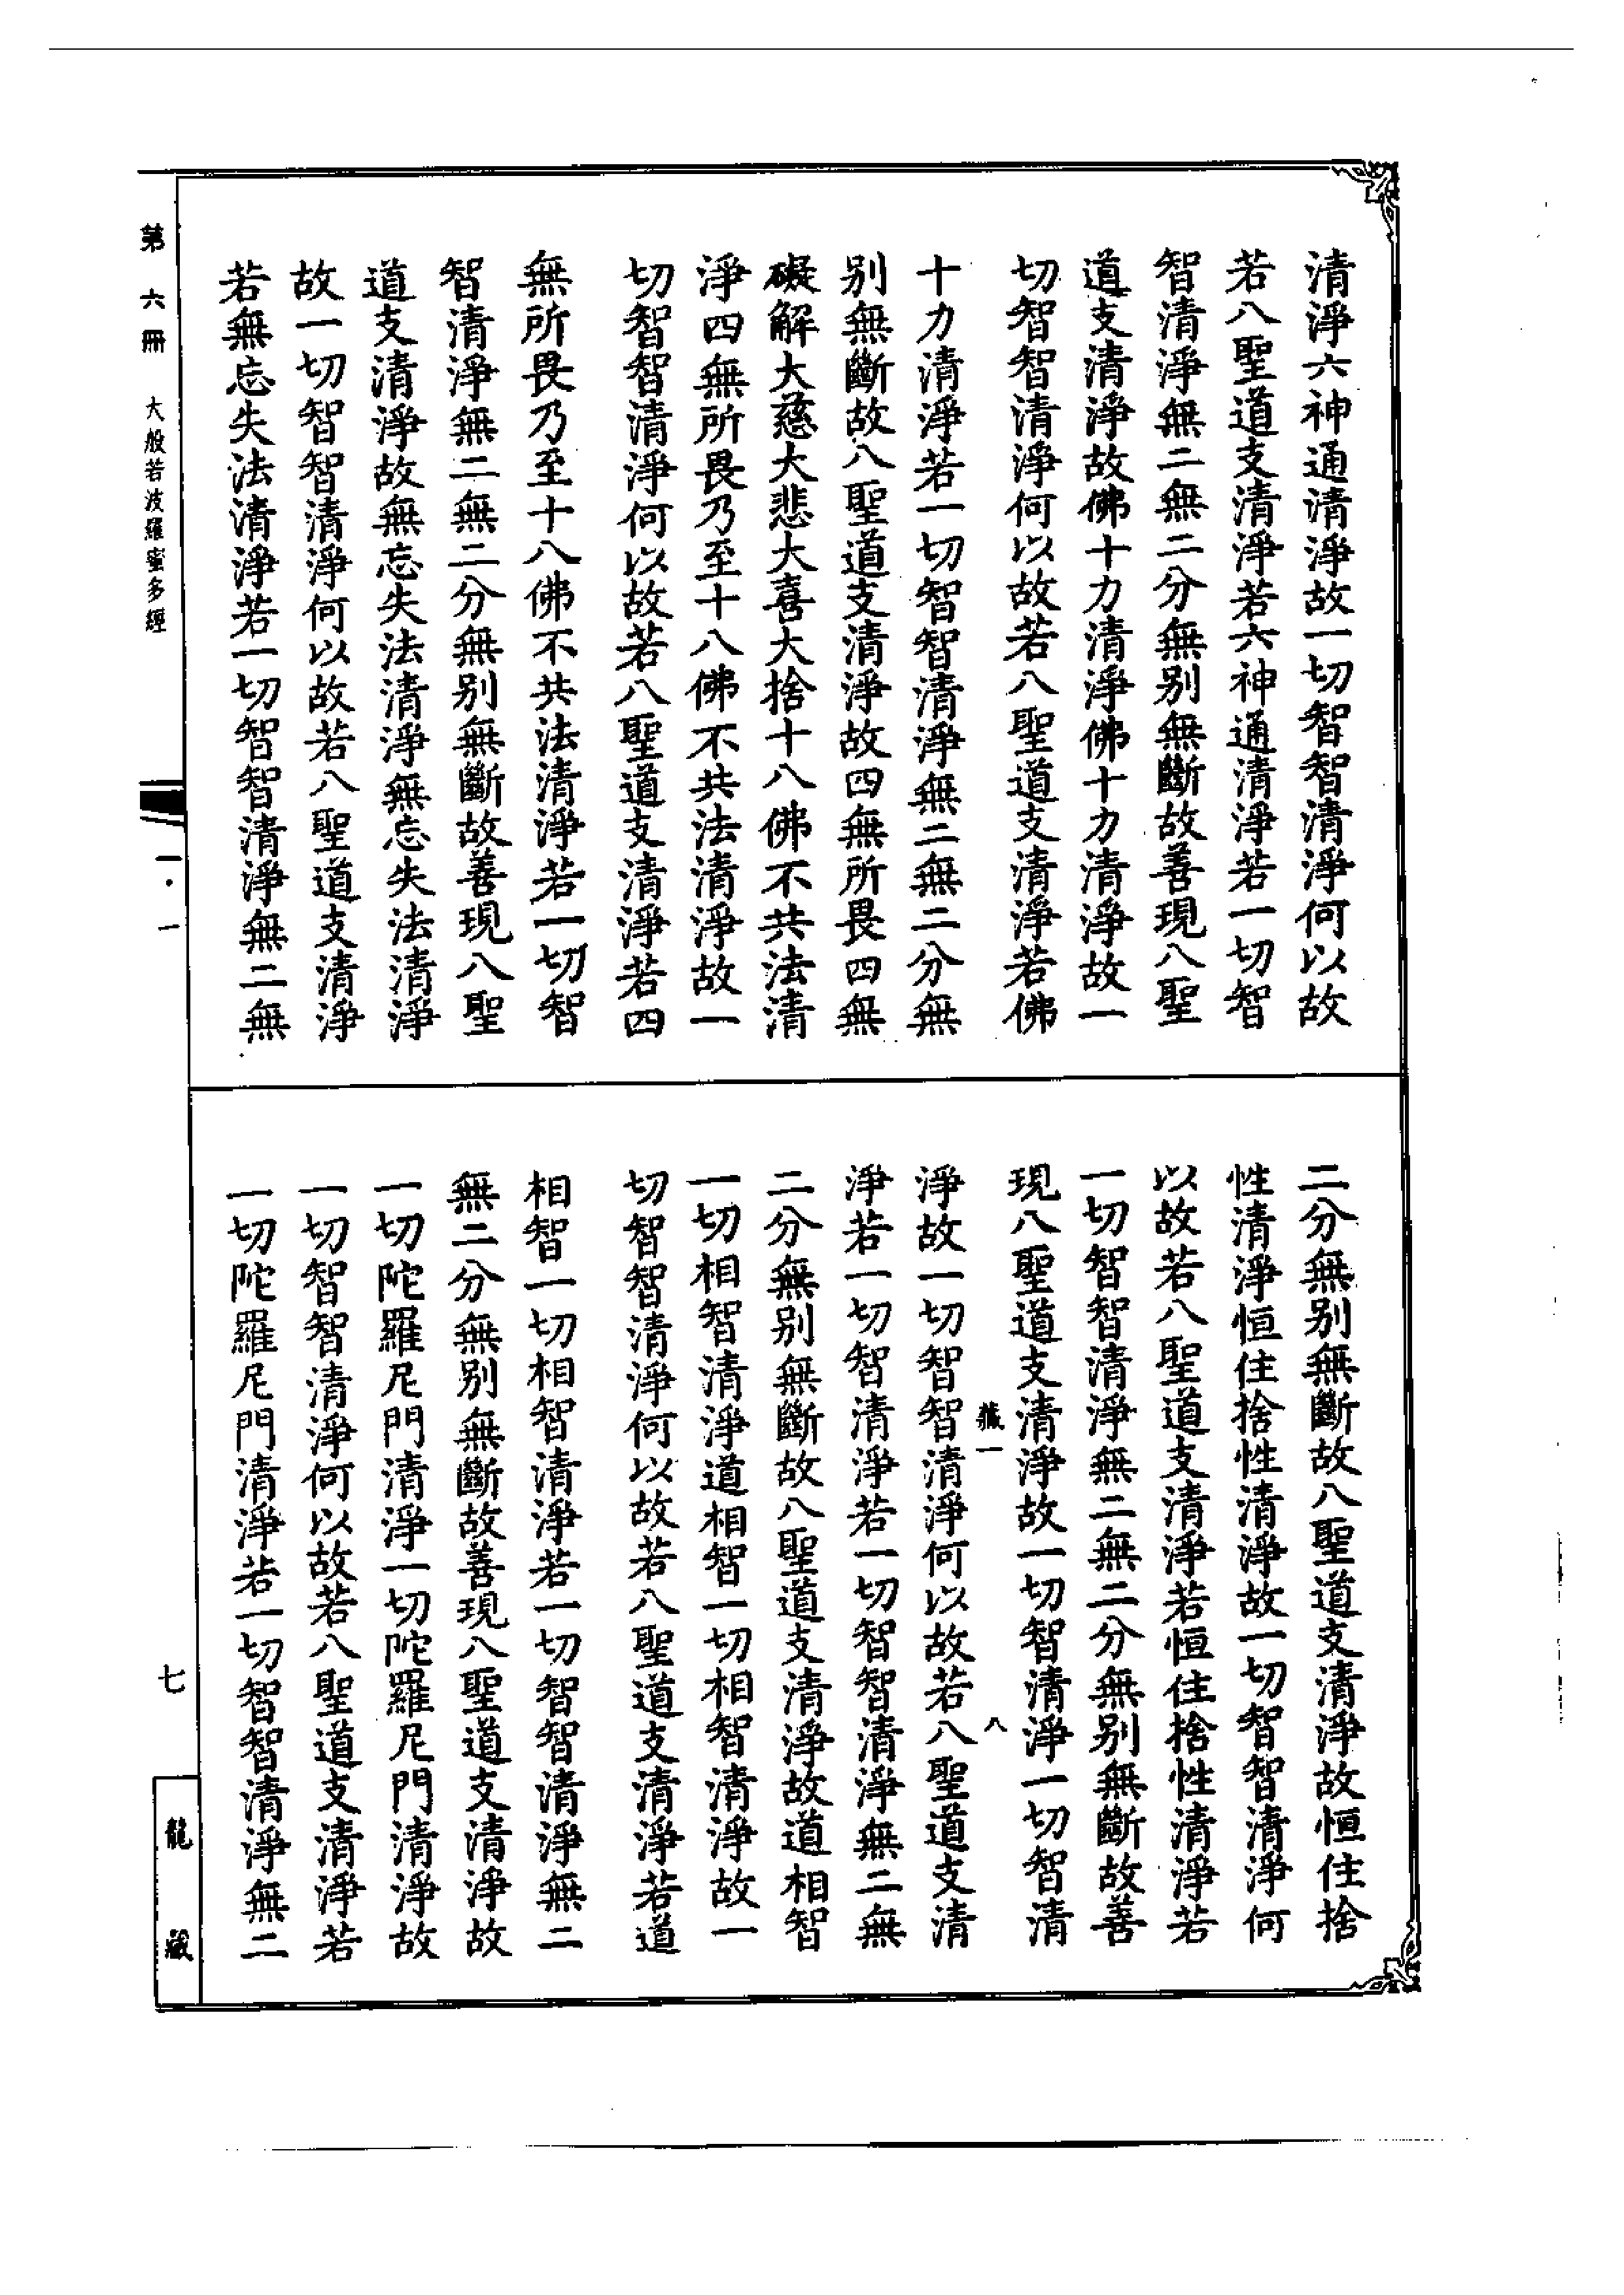 清淨六神通清淨故一切智智清淨何以故
若八聖道支清淨若六神通清淨若一切智
智清淨無二無二分無別無斷故善現八聖
道支清淨故佛十力清淨佛十力清淨故一
切智智清淨何以故若八聖道支清淨若佛
十力清淨若一切智智清淨無二無二分無
別無斷故八聖道支清淨故四無所畏四無
礙解大慈大悲大喜大捨十八佛不共法清
淨四無所畏乃至十八佛不共法清淨故一
切智智清淨何以故若八聖道支清淨若四
無所畏乃至十八佛不共法清淨若一切智
智清淨無二無二分無別無斷故善現八聖
道支清淨故無忘失法清淨無忘失法清淨
故一切智智清淨何以故若八聖道支清淨
若無忘失法清淨若一切智智清淨無二無
二分無別無斷故八聖道支清淨故恒住捨
性清淨恒住捨性清淨故一切智智清淨何
以故若八聖道支清淨若恒住捨性清淨若
一切智智清淨無二無二分無別無斷故善
現八聖道支清淨故一切智清淨一切智清
藏一 八
淨故一切智智清淨何以故若八聖道支清
淨若一切智清淨若一切智智清淨無二無
二分無別無斷故八聖道支清淨故道相智
一切相智清淨道相智一切相智清淨故一
切智智清淨何以故若八聖道支清淨若道
相智一切相智清淨若一切智智清淨無二
無二分無別無斷故善現八聖道支清淨故
一切陀羅尼門清淨一切陀羅尼門清淨故
一切智智清淨何以故若八聖道支清淨若
一切陀羅尼門清淨若一切智智清淨無二
第六冊 大般若波羅蜜多經
一·一
七
龍藏